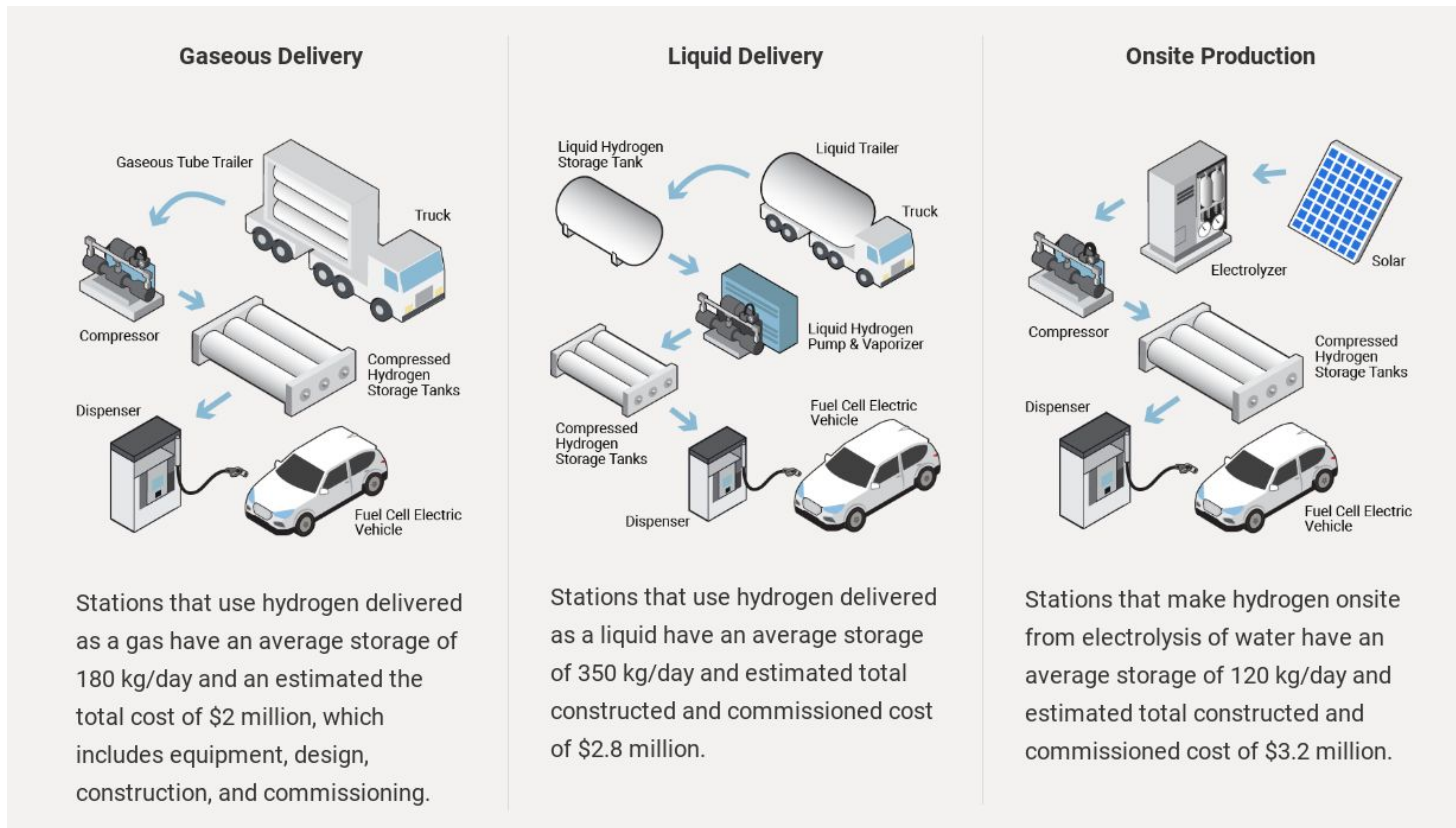 Gaseous Delivery
Gaseous Tube Trailer
Truck
Compressor
Compressed
Hydrogen
Storage Tanks
Dispenser
Fuel Cell Electric
Vehicle
Stations that use hydrogen delivered
as a gas have an average storage of
180 kg/day and an estimated the
total cost of $2 million, which
includes equipment, design,
construction, and commissioning.
Liquid Delivery
Liquid Hydrogen
Storage Tank
Liquid Trailer
Truck
Liquid Hydrogen
Pump & Vaporizer
Compressed
Hydrogen
Storage Tanks
Fuel Cell Electric
Vehicle
Dispenser
Stations that use hydrogen delivered
as a liquid have an average storage
of 350 kg/day and estimated total
constructed and commissioned cost
of $2.8 million.
Onsite Production
Electrolyzer
Solar
Compressor
Compressed
Hydrogen
Storage Tanks
Dispenser
Fuel Cell Electric
Vehicle
Stations that make hydrogen onsite
from electrolysis of water have an
average storage of 120 kg/day and
estimated total constructed and
commissioned cost of $3.2 million.